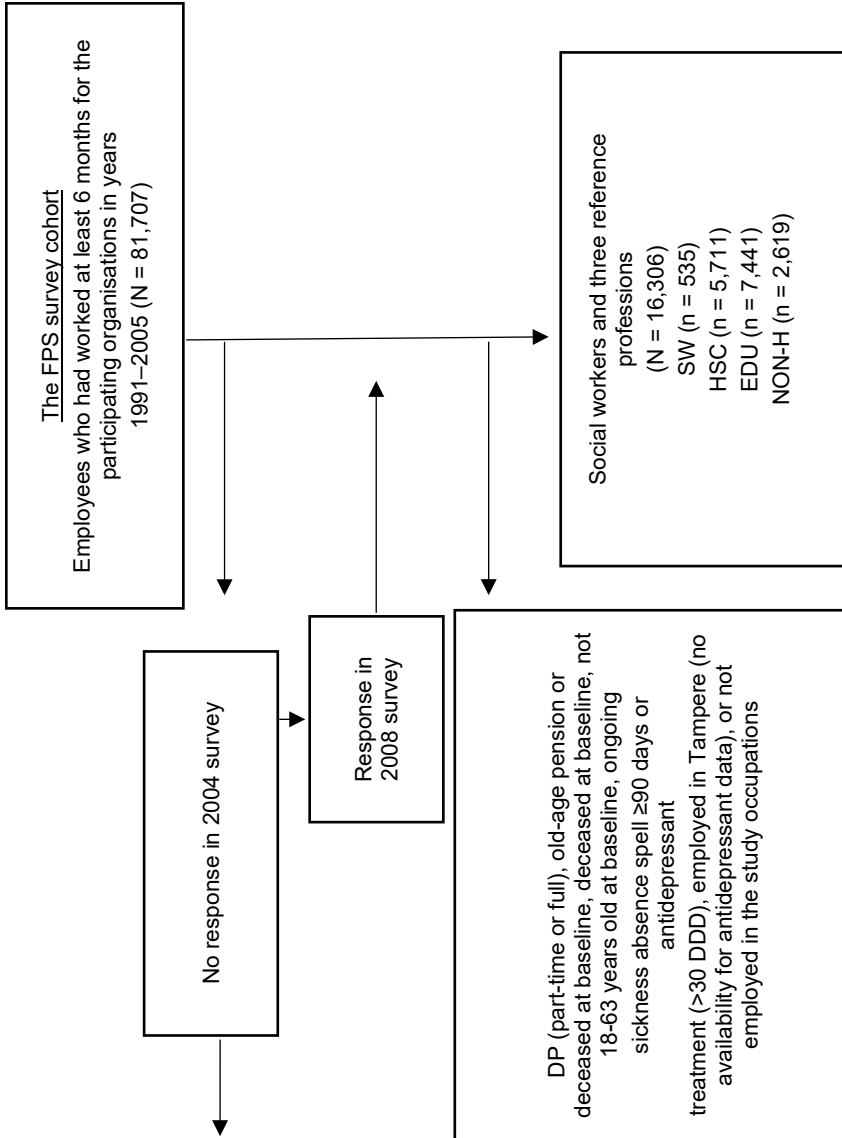 The FPS survey cohort
Employees who had worked at least 6 months for the
participating organisations in years
1991–2005 (N = 81,707)
No response in 2004 survey
Response in
2008 survey
DP (part-time or full), old-age pension or
deceased at baseline, deceased at baseline, not
18-63 years old at baseline, ongoing
sickness absence spell ≥90 days or
antidepressant
treatment (>30 DDD), employed in Tampere (no
availability for antidepressant data), or not
employed in the study occupations
Social workers and three reference
professions
(N = 16,306)
SW (n = 535)
HSC (n = 5,711)
EDU (n = 7,441)
NON-H (n = 2,619)